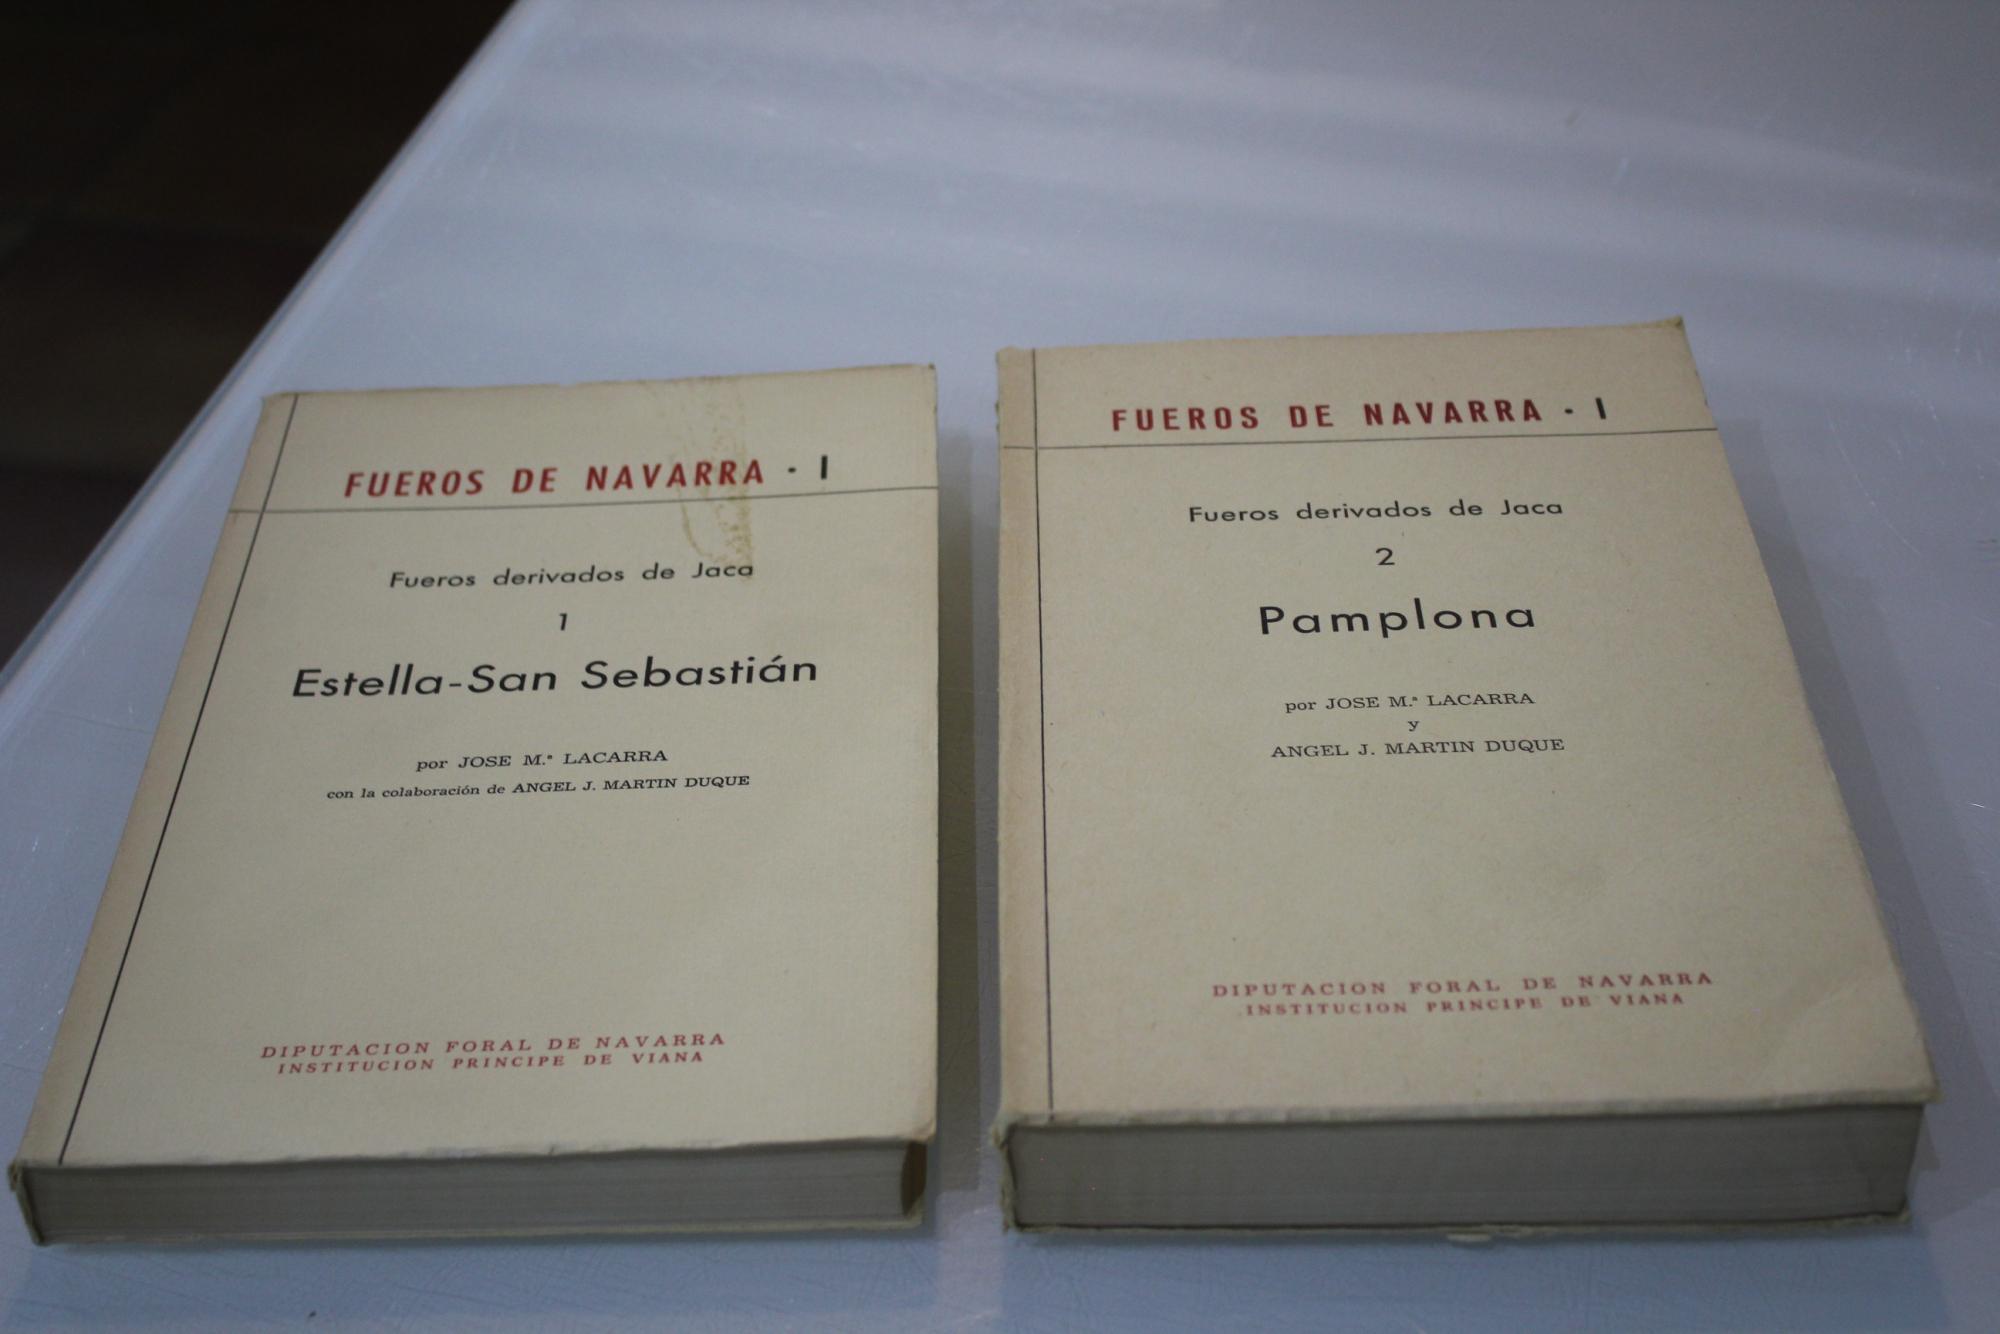 FUEROS DE NAVARRA · I
Fueros derivados de Jaca
1
Estella-San Sebastián
por JOSE M.ª LACARRA
con la colaboración de ANGEL J. MARTIN DUQUE
DIPUTACION FORAL DE NAVARRA
INSTITUCION PRINCIPE DE VIANA
FUEROS DE NAVARRA · I
Fueros derivados de Jaca
2
Pamplona
por JOSE M.ª LACARRA
y
ANGEL J. MARTIN DUQUE
DIPUTACION FORAL DE NAVARRA
INSTITUCION PRINCIPE DE VIANA